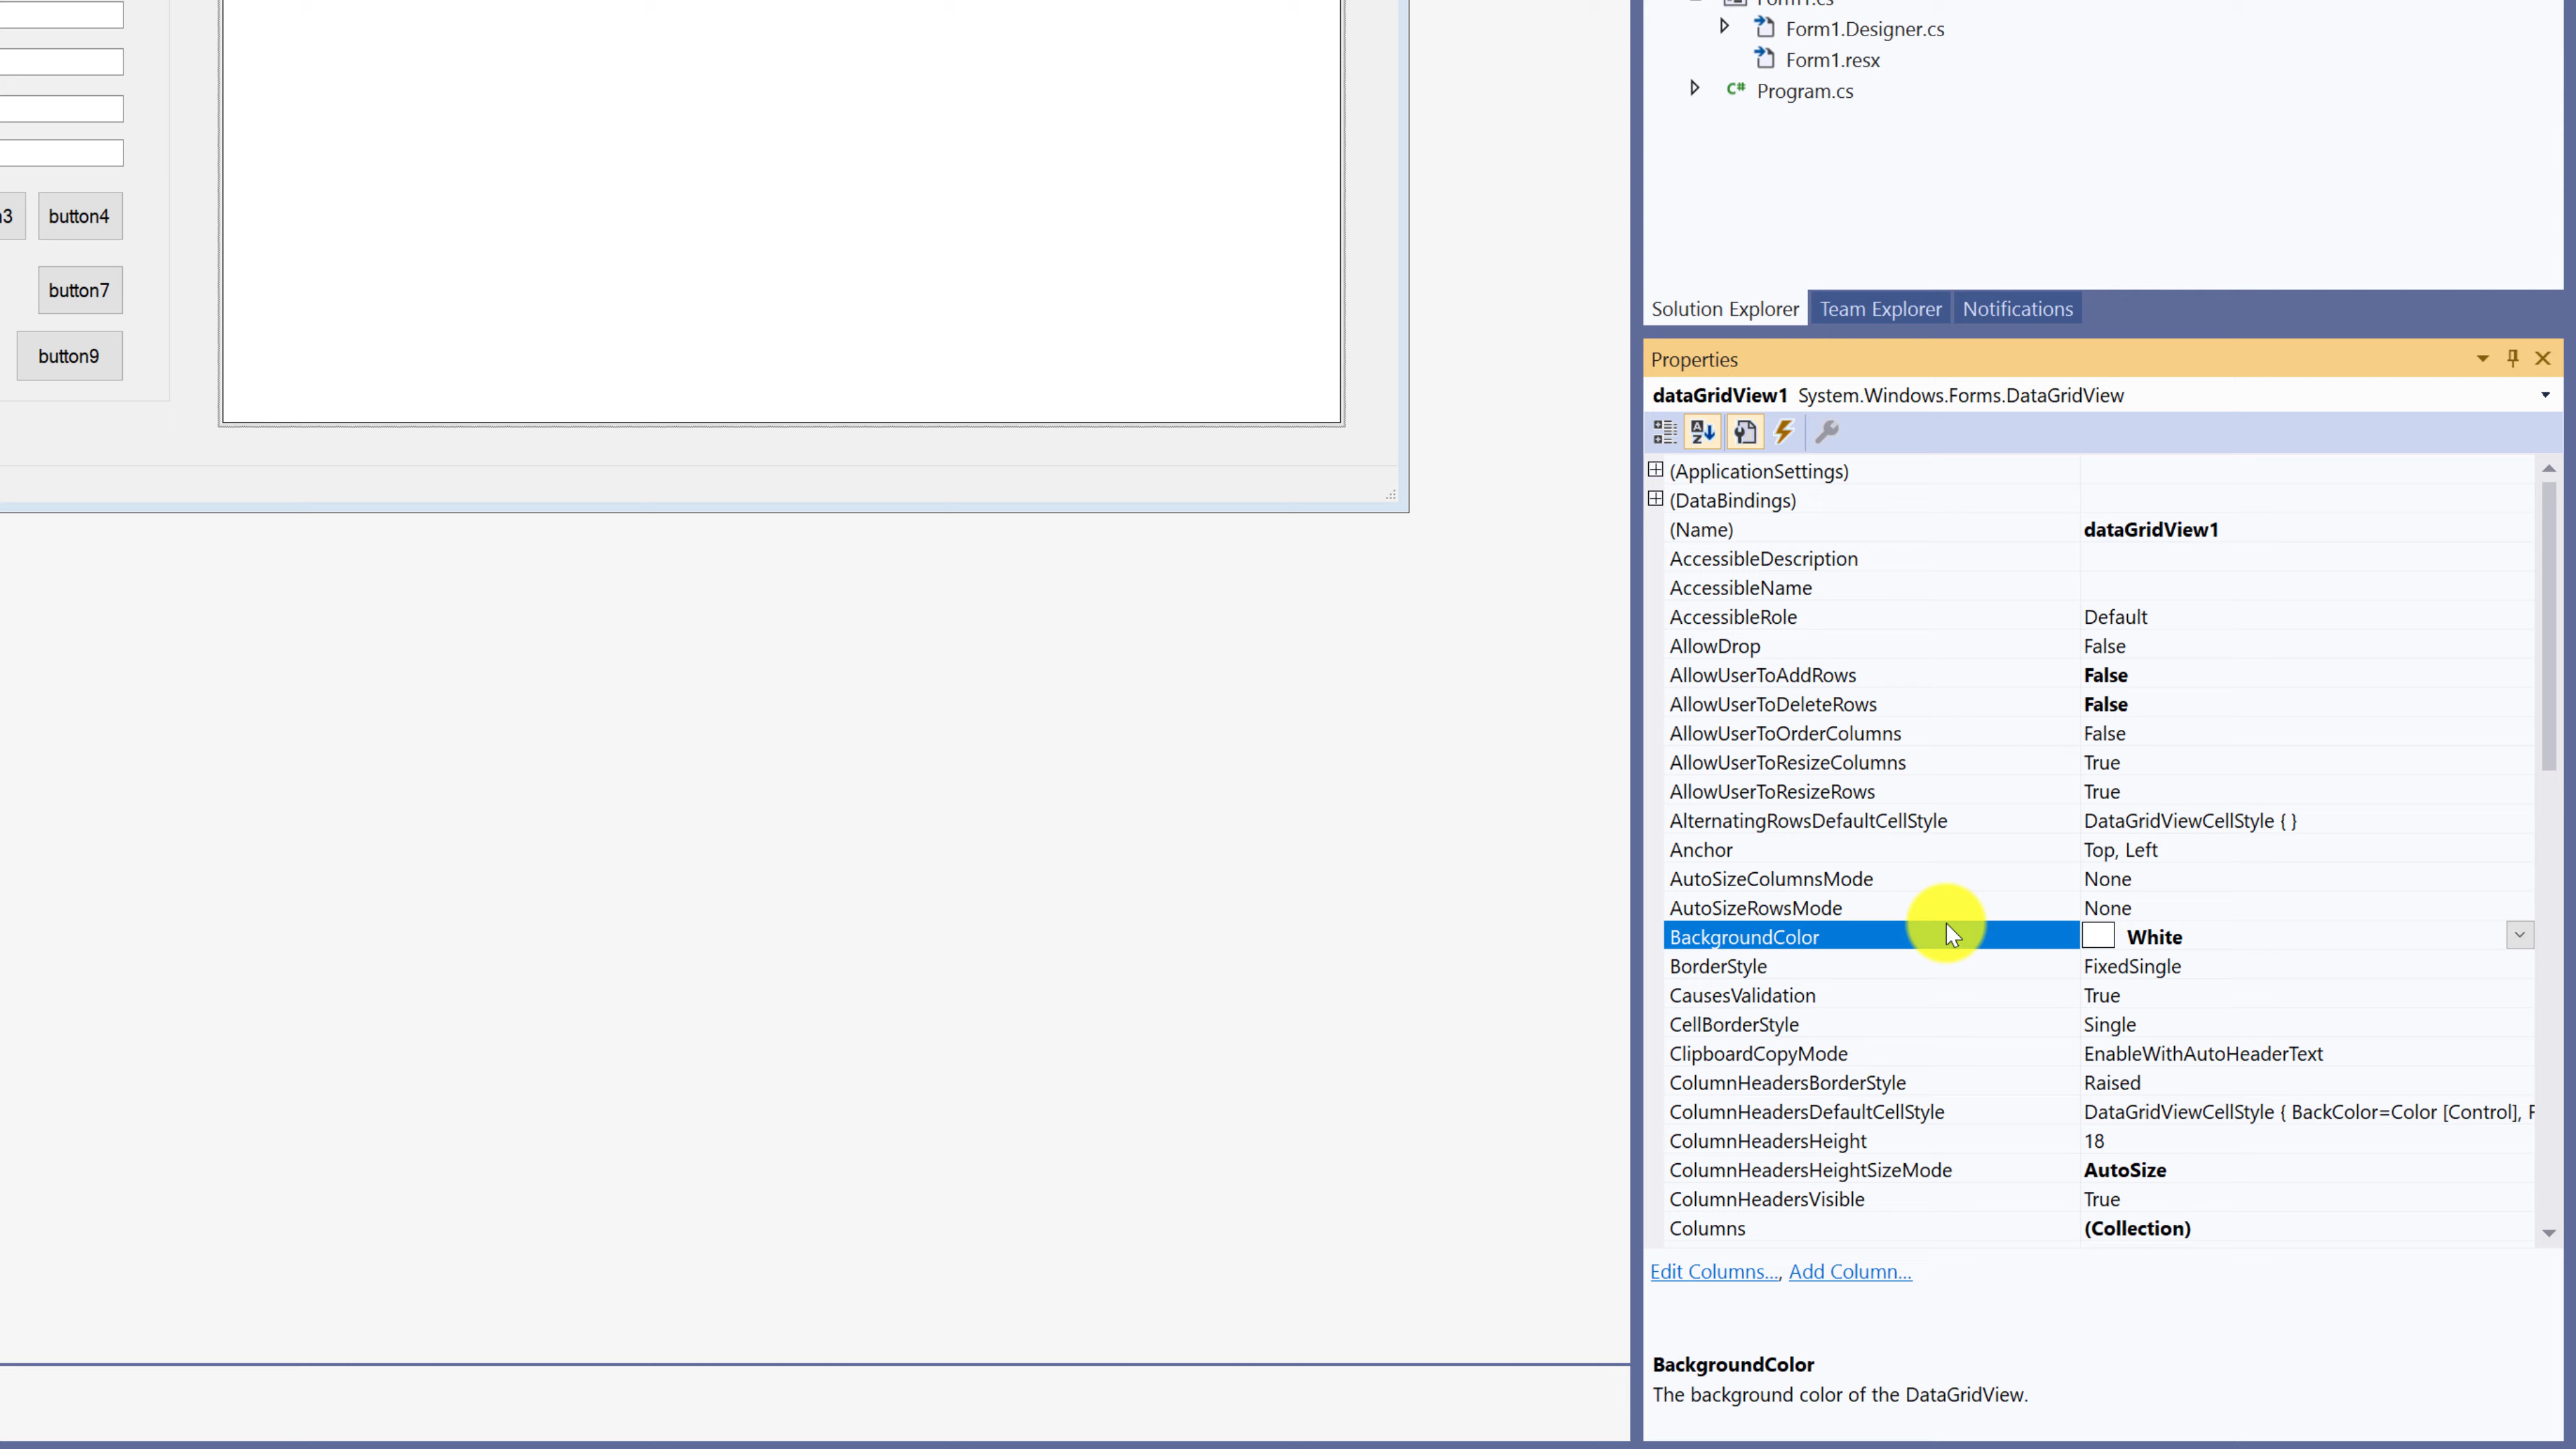 Form1.cs
Form1.Designer.cs
Form1.resx
C# Program.cs
3 button4
button7
button9
Solution Explorer Team Explorer Notifications
Properties
dataGridView1 System.Windows.Forms.DataGridView
(ApplicationSettings)
(DataBindings)
(Name) dataGridView1
AccessibleDescription
AccessibleName
AccessibleRole Default
AllowDrop False
AllowUserToAddRows False
AllowUserToDeleteRows False
AllowUserToOrderColumns False
AllowUserToResizeColumns True
AllowUserToResizeRows True
AlternatingRowsDefaultCellStyle DataGridViewCellStyle { }
Anchor Top, Left
AutoSizeColumnsMode None
AutoSizeRowsMode None
BackgroundColor White
BorderStyle FixedSingle
CausesValidation True
CellBorderStyle Single
ClipboardCopyMode EnableWithAutoHeaderText
ColumnHeadersBorderStyle Raised
ColumnHeadersDefaultCellStyle DataGridViewCellStyle { BackColor=Color [Control], F
ColumnHeadersHeight 18
ColumnHeadersHeightSizeMode AutoSize
ColumnHeadersVisible True
Columns (Collection)
Edit Columns..., Add Column...
BackgroundColor
The background color of the DataGridView.